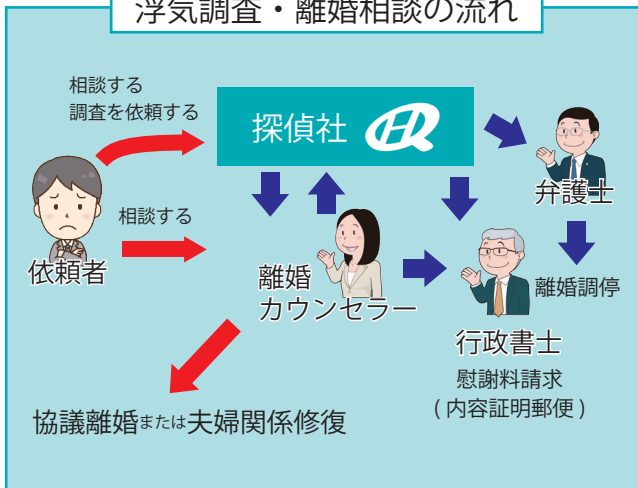 浮気調査・離婚相談の流れ
相談する
調査を依頼する
探偵社
弁護士
相談する
依頼者
離婚
カウンセラー
離婚調停
行政書士
慰謝料請求
(内容証明郵便)
協議離婚または夫婦関係修復